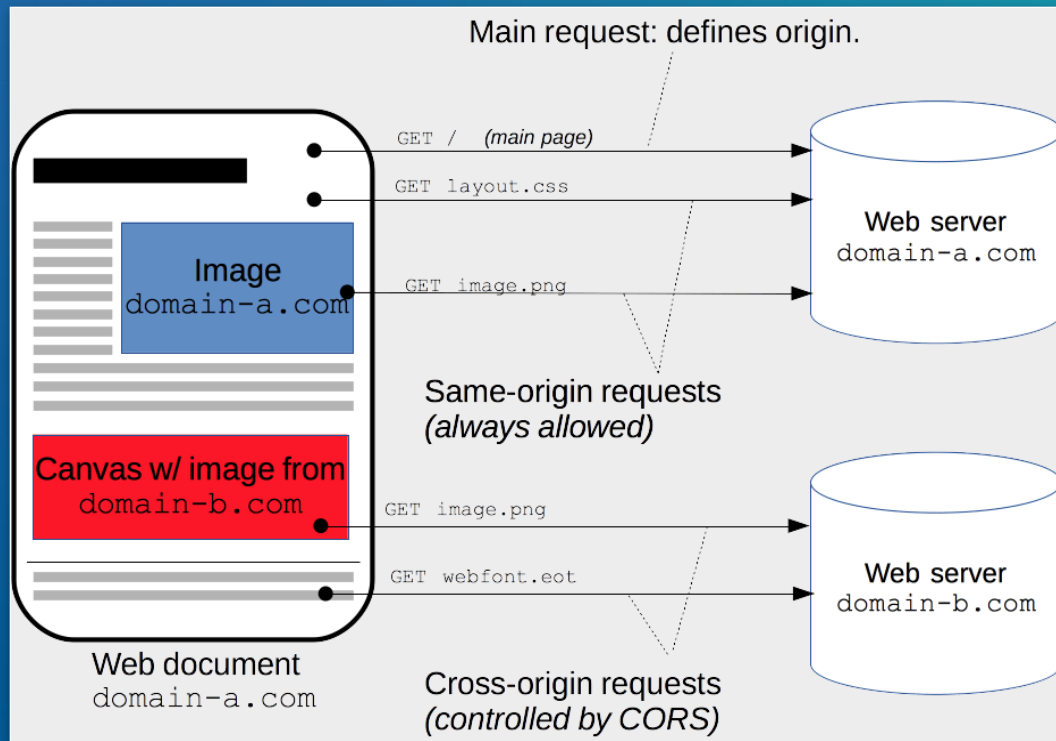 Main request: defines origin.
GET / (main page)
GET layout.css
Image
domain-a.com
GET image.png
Web server
domain-a.com
Same-origin requests
(always allowed)
Canvas w/ image from
domain-b.com
GET image.png
GET webfont.eot
Web server
domain-b.com
Web document
domain-a.com
Cross-origin requests
(controlled by CORS)